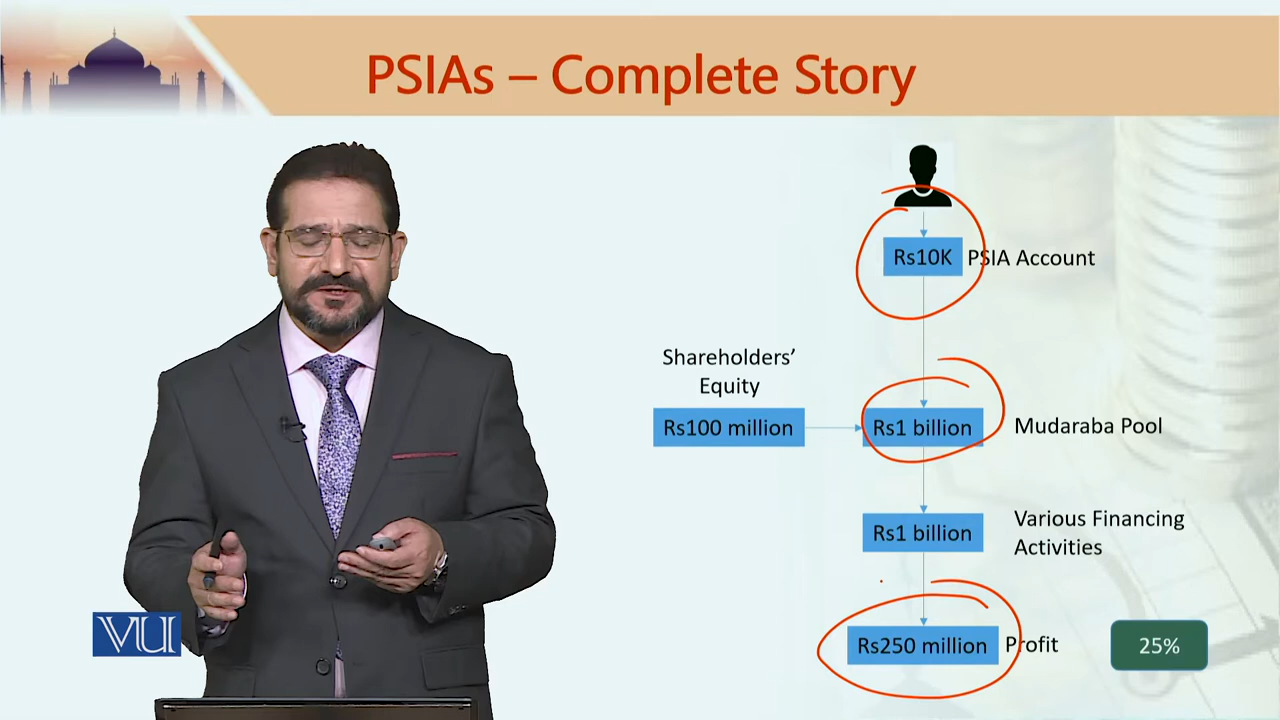 PSIAs – Complete Story
Rs10K
PSIA Account
Shareholders’
Equity
Rs100 million
Rs1 billion
Mudaraba Pool
Rs1 billion
Various Financing
Activities
Rs250 million
Profit
25%
VU